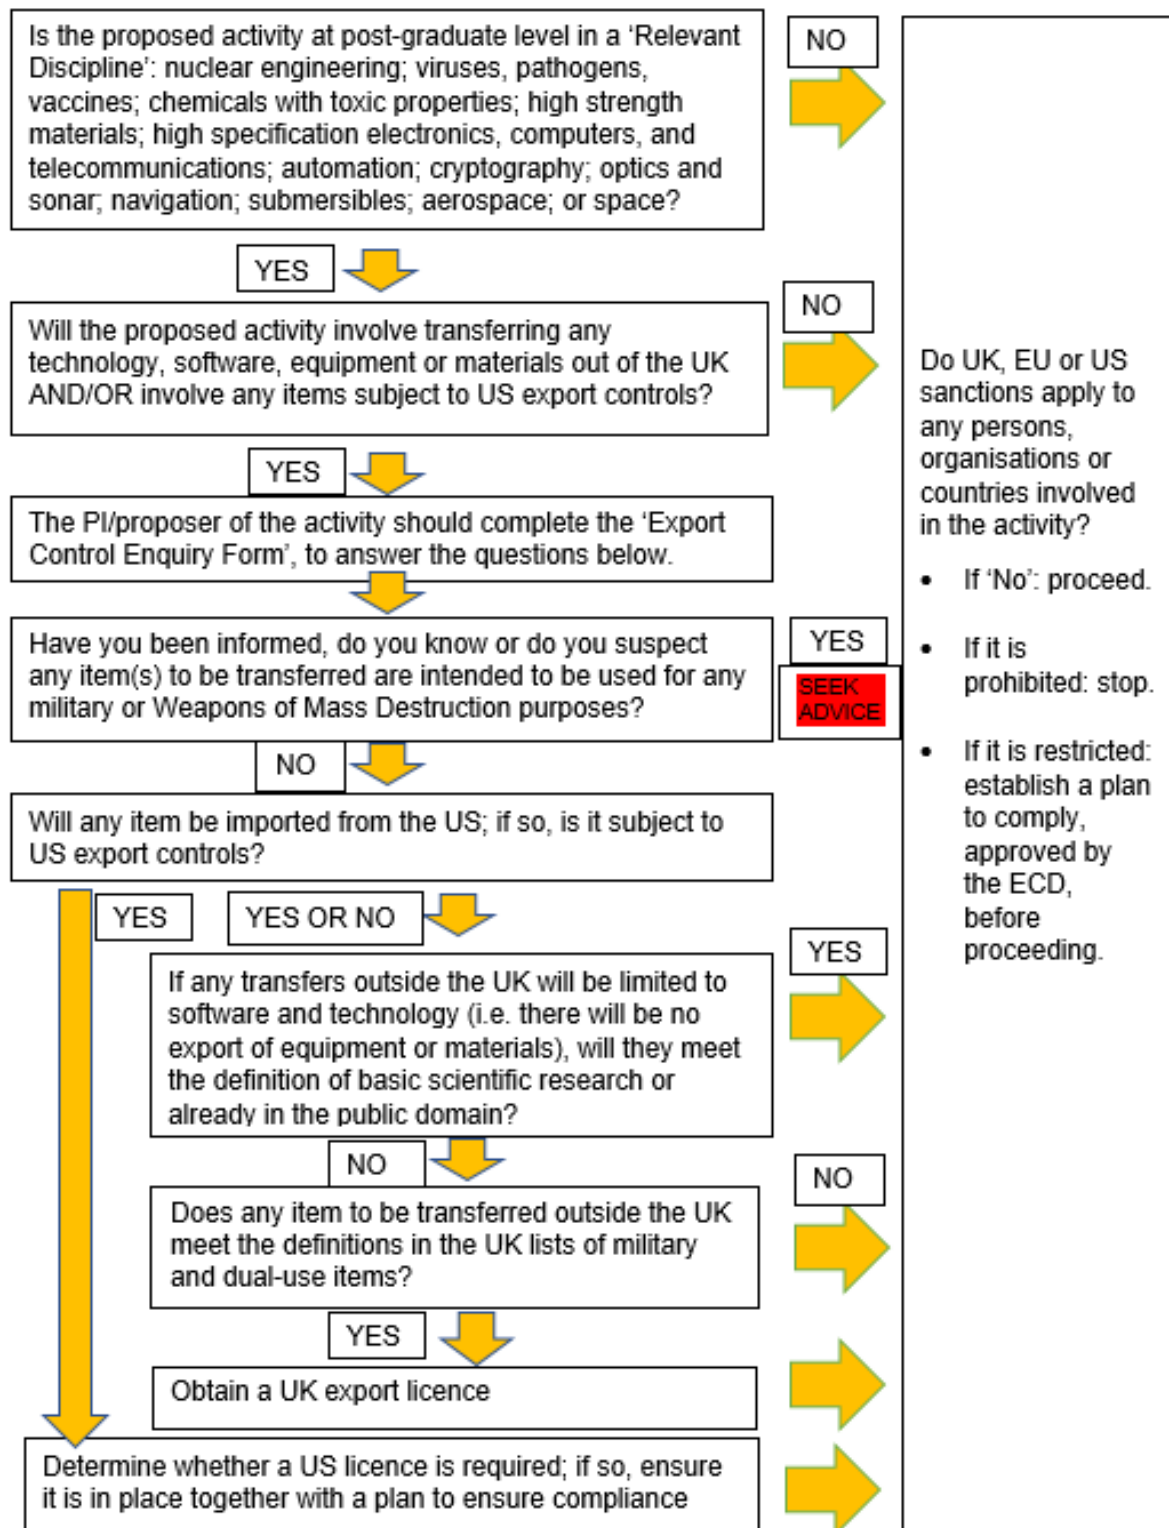 Is the proposed activity at post-graduate level in a ‘Relevant
Discipline’: nuclear engineering; viruses, pathogens,
vaccines; chemicals with toxic properties; high strength
materials; high specification electronics, computers, and
telecommunications; automation; cryptography; optics and
sonar; navigation; submersibles; aerospace; or space?
NO
YES
Will the proposed activity involve transferring any
technology, software, equipment or materials out of the UK
AND/OR involve any items subject to US export controls?
NO
YES
The PI/proposer of the activity should complete the ‘Export
Control Enquiry Form’, to answer the questions below.
Have you been informed, do you know or do you suspect
any item(s) to be transferred are intended to be used for any
military or Weapons of Mass Destruction purposes?
YES
SEEK
ADVICE
NO
Will any item be imported from the US; if so, is it subject to
US export controls?
YES
YES OR NO
If any transfers outside the UK will be limited to
software and technology (i.e. there will be no
export of equipment or materials), will they meet
the definition of basic scientific research or
already in the public domain?
YES
NO
Does any item to be transferred outside the UK
meet the definitions in the UK lists of military
and dual-use items?
NO
YES
Obtain a UK export licence
Determine whether a US licence is required; if so, ensure
it is in place together with a plan to ensure compliance
Do UK, EU or US
sanctions apply to
any persons,
organisations or
countries involved
in the activity?
• If ‘No’: proceed.
• If it is
prohibited: stop.
• If it is restricted:
establish a plan
to comply,
approved by
the ECD,
before
proceeding.